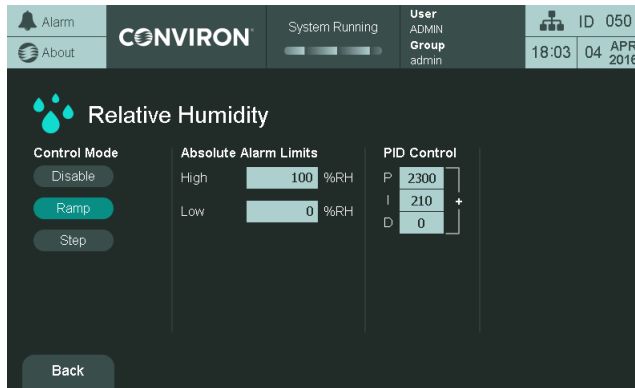 Alarm
About
CONVIRON
System Running
User
ADMIN
Group
admin
ID 050
18:03 04 APR 2016
Relative Humidity
Control Mode
Disable
Ramp
Step
Absolute Alarm Limits
High 100 %RH
Low 0 %RH
PID Control
P 2300
I 210 +
D 0
Back